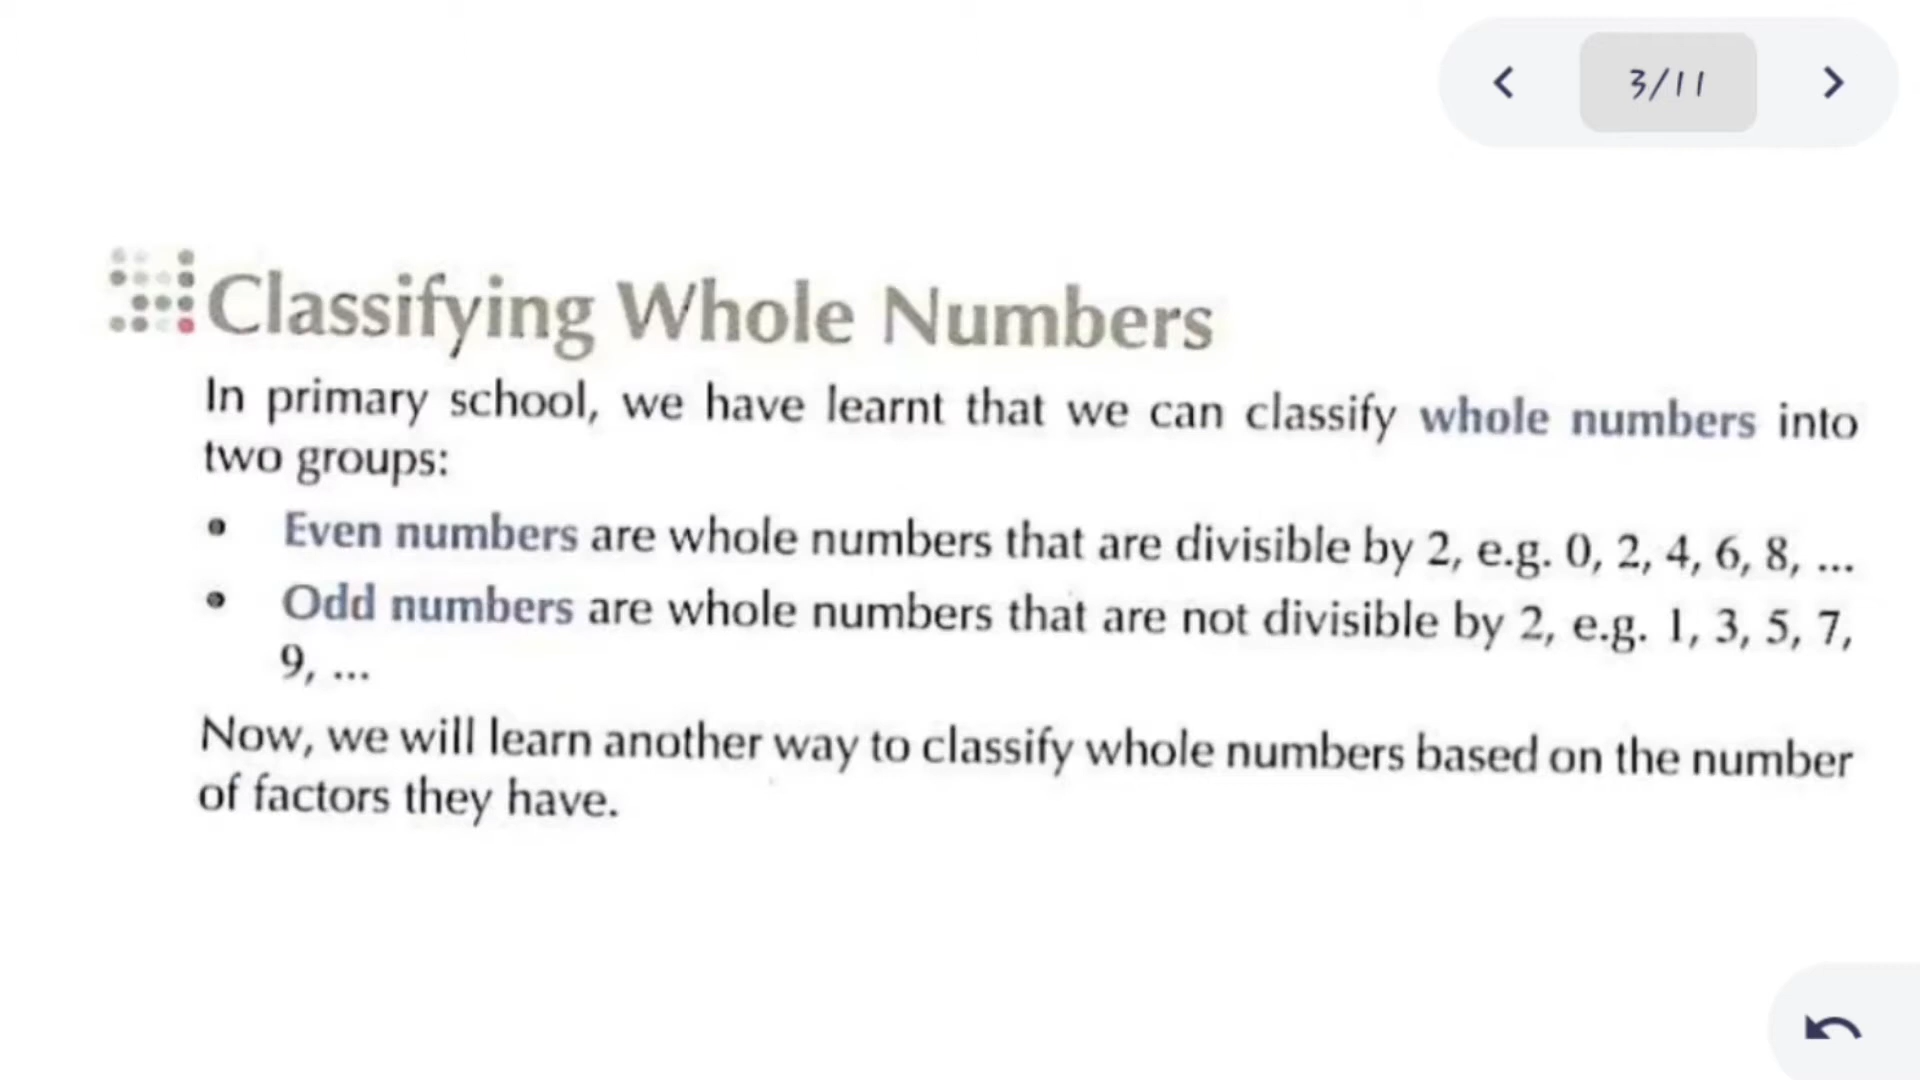 3/11
Classifying Whole Numbers
In primary school, we have learnt that we can classify whole numbers into
two groups:
• Even numbers are whole numbers that are divisible by 2, e.g. 0, 2, 4, 6, 8, ...
• Odd numbers are whole numbers that are not divisible by 2, e.g. 1, 3, 5, 7,
9, ...
Now, we will learn another way to classify whole numbers based on the number
of factors they have.